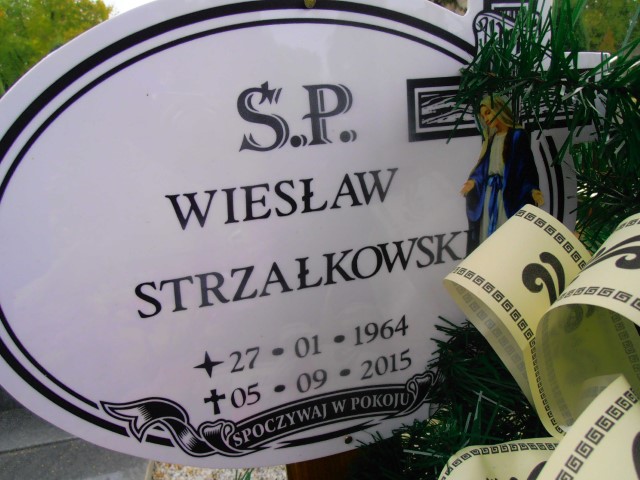 S.P.
WIESŁAW
STRZAŁKOWSKI
27 • 01 • 1964
05 • 09 • 2015
SPOCZYWAJ W POKOJU